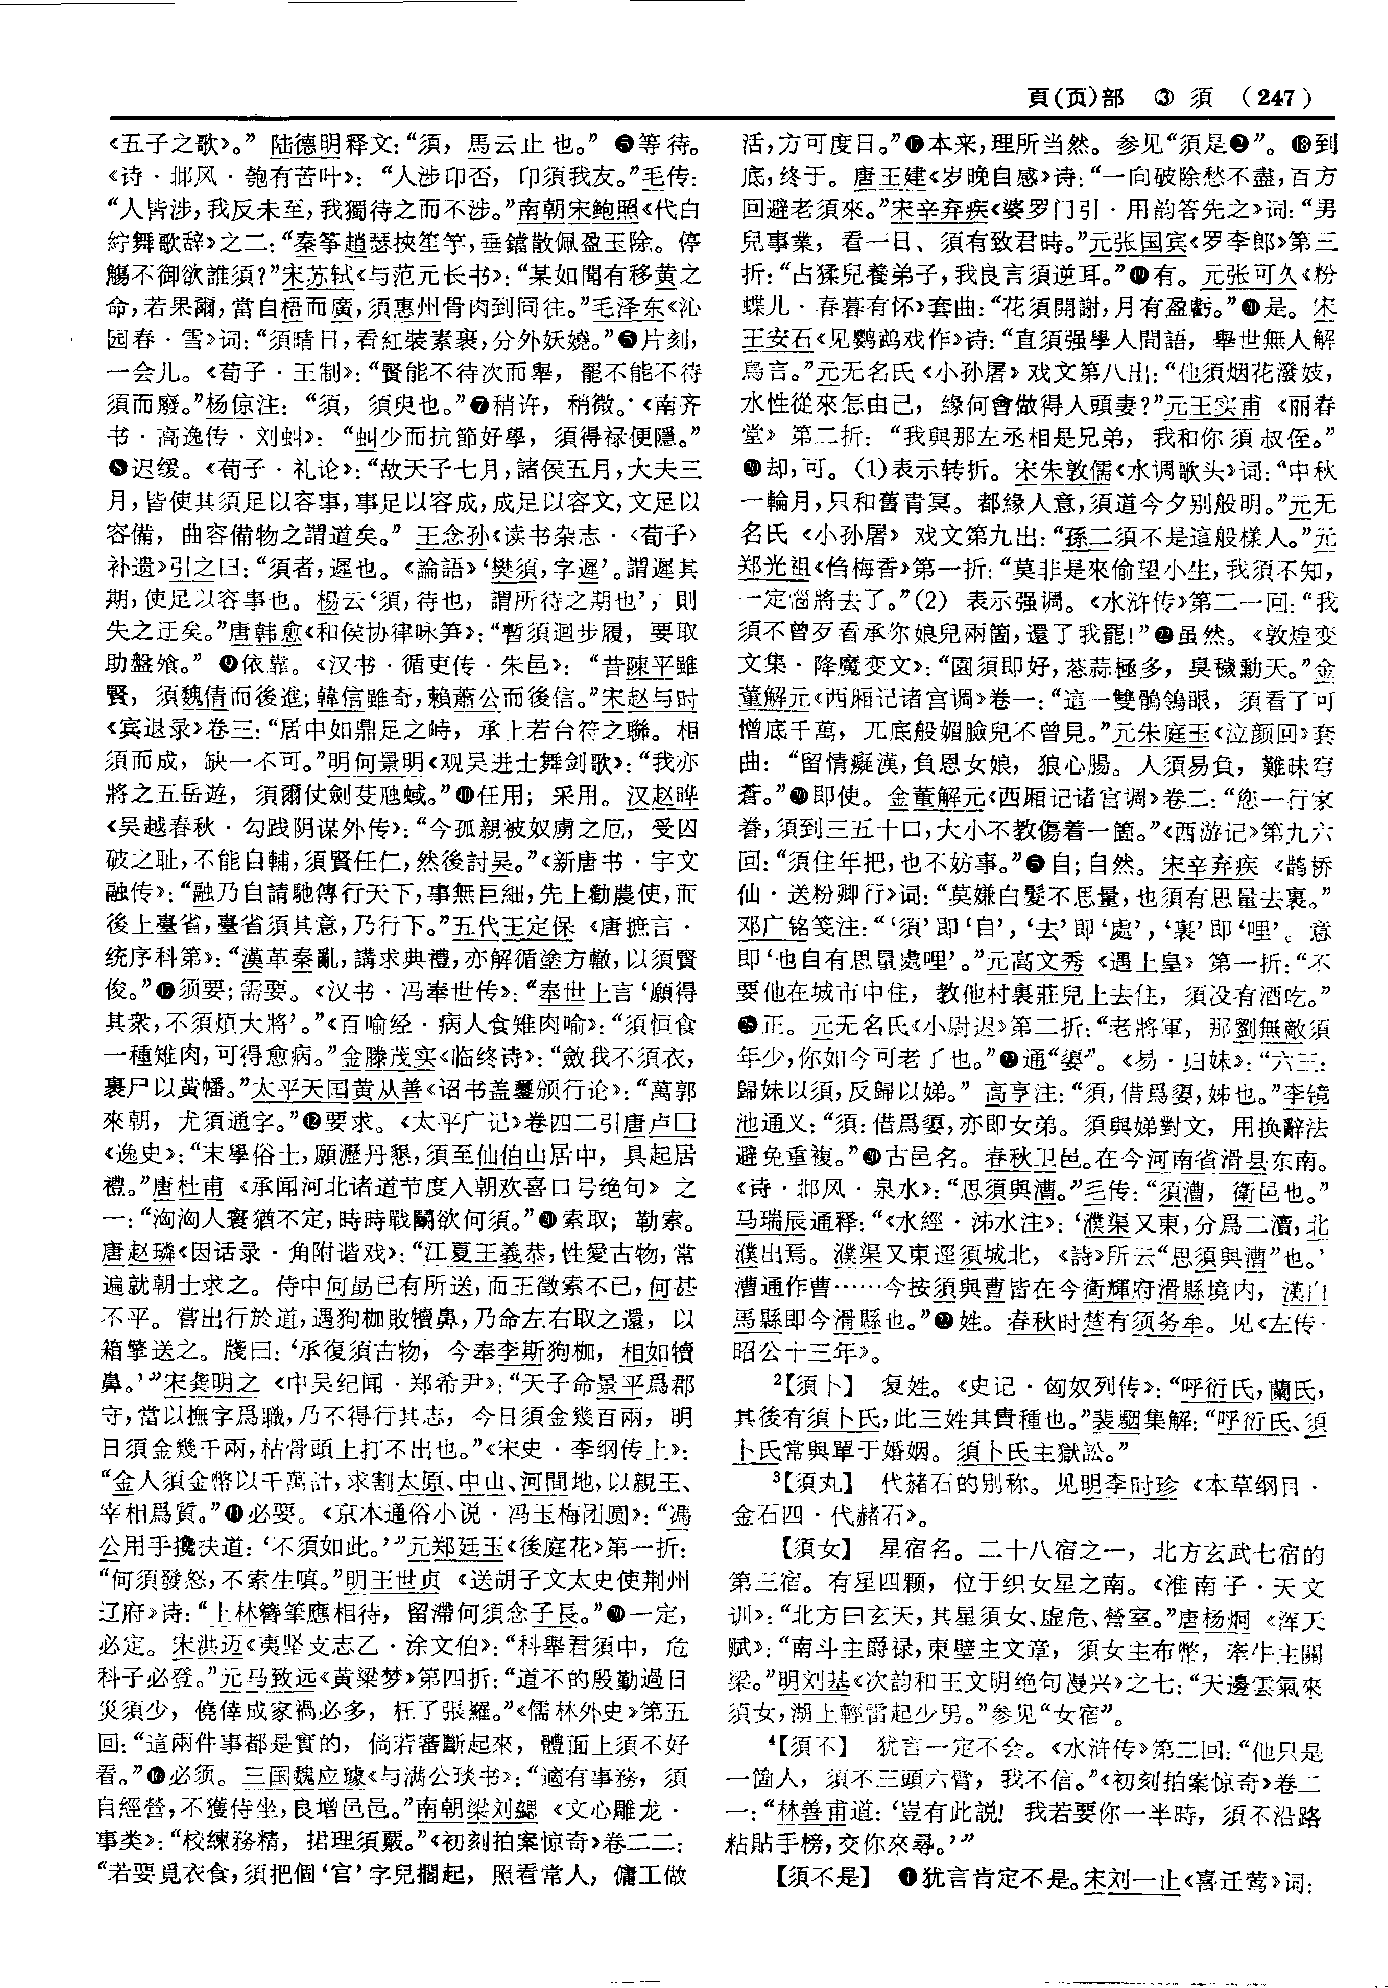 頁(页)部　③　須　(247)
《五子之歌》。”陆德明释文：“須，馬云止也。”❺等待。
《诗·邶风·匏有苦叶》：“人涉卬否，卬須我友。”毛传：
“人皆涉，我反未至，我獨待之而不涉。”南朝宋鲍照《代白
紵舞歌辞》之二：“秦筝趙瑟挾笙竽，垂鐺散佩盈玉除。停
觴不御欲誰須？”宋苏轼《与范元长书》：“某如聞有移黄之
命，若果爾，當自梧而廣，須惠州骨肉到同往。”毛泽东《沁
园春·雪》词：“須晴日，看紅裝素裹，分外妖嬈。”❻片刻，
一会儿。《荀子·王制》：“賢能不待次而舉，罷不能不待
須而廢。”杨倞注：“須，須臾也。”❼稍许，稍微。《南齐
书·高逸传·刘虯》：“虯少而抗節好學，須得禄便隱。”
❽迟缓。《荀子·礼论》：“故天子七月，諸侯五月，大夫三
月，皆使其須足以容事，事足以容成，成足以容文，文足以
容備，曲容備物之謂道矣。”王念孙《读书杂志·〈荀子〉
补遗》引之曰：“須者，遲也。《論語》‘樊須，字遲’。謂遲其
期，使足以容事也。楊云‘須，待也，謂所待之期也’，則
失之迂矣。”唐韩愈《和侯协律咏笋》：“暫須迴步履，要取
助盤飧。”❾依靠。《汉书·循吏传·朱邑》：“昔陳平雖
賢，須魏倩而後進；韓信雖奇，賴蕭公而後信。”宋赵与时
《宾退录》卷三：“居中如鼎足之峙，承上若台符之聯。相
須而成，缺一不可。”明何景明《观吴进士舞剑歌》：“我亦
將之五岳遊，須爾仗劍芟虺蜮。”❿任用；采用。汉赵晔
《吴越春秋·勾践阴谋外传》：“今孤親被奴虜之厄，受囚
破之耻，不能自輔，須賢任仁，然後討吴。”《新唐书·宇文
融传》：“融乃自請馳傳行天下，事無巨細，先上勸農使，而
後上臺省，臺省須其意，乃行下。”五代王定保《唐摭言·
统序科第》：“漢革秦亂，講求典禮，亦解循塗方轍，以須賢
俊。”⓫须要；需要。《汉书·冯奉世传》：“奉世上言‘願得
其衆，不須煩大將’。”《百喻经·病人食雉肉喻》：“須恒食
一種雉肉，可得愈病。”金滕茂实《临终诗》：“斂我不須衣，
裹尸以黄幡。”太平天囯黄从善《诏书盖玺颁行论》：“萬郭
來朝，尤須通字。”⓬要求。《太平广记》卷四二引唐卢囗
《逸史》：“末學俗士，願瀝丹懇，須至仙伯山居中，具起居
禮。”唐杜甫《承闻河北诸道节度入朝欢喜口号绝句》之
一：“洶洶人寰猶不定，時時戰鬬欲何須。”⓭索取；勒索。
唐赵璘《因话录·角附谐戏》：“江夏王義恭，性愛古物，常
遍就朝士求之。侍中何勗已有所送，而王徵索不已，何甚
不平。嘗出行於道，遇狗枷敗犢鼻，乃命左右取之還，以
箱擎送之。牋曰：‘承復須古物，今奉李斯狗枷，相如犢
鼻。’”宋龚明之《中吴纪闻·郑希尹》：“天子命景平爲郡
守，當以撫字爲職，乃不得行其志，今日須金幾百兩，明
日須金幾千兩，枯骨頭上打不出也。”《宋史·李纲传上》：
“金人須金幣以千萬計，求割太原、中山、河間地，以親王、
宰相爲質。”⓮必要。《京本通俗小说·冯玉梅团圆》：“馮
公用手攙扶道：‘不須如此。’”元郑廷玉《後庭花》第一折：
“何須發怒，不索生嗔。”明王世贞《送胡子文太史使荆州
辽府》诗：“上林簪筆應相待，留滯何須念子長。”⓯一定，
必定。宋洪迈《夷坚支志乙·涂文伯》：“科舉君須中，危
科子必登。”元马致远《黄粱梦》第四折：“道不的殷勤過日
災須少，僥倖成家禍必多，枉了張羅。”《儒林外史》第五
回：“這兩件事都是實的，倘若審斷起來，體面上須不好
看。”⓰必须。三国魏应璩《与满公琰书》：“適有事務，須
自經營，不獲侍坐，良增邑邑。”南朝梁刘勰《文心雕龙·
事类》：“校練務精，捃理須覈。”《初刻拍案惊奇》卷二二：
“若要覓衣食，須把個‘官’字兒擱起，照看常人，傭工做
活，方可度日。”⓱本来，理所当然。参见“須是❷”。⓲到
底，终于。唐王建《岁晚自感》诗：“一向破除愁不盡，百方
回避老須來。”宋辛弃疾《婆罗门引·用韵答先之》词：“男
兒事業，看一日、須有致君時。”元张国宾《罗李郎》第三
折：“占猱兒養弟子，我良言須逆耳。”⓳有。元张可久《粉
蝶儿·春暮有怀》套曲：“花須開謝，月有盈虧。”⓴是。宋
王安石《见鹦鹉戏作》诗：“直須强學人間語，舉世無人解
鳥言。”元无名氏《小孙屠》戏文第八出：“他須烟花潑妓，
水性從來怎由己，緣何會做得人頭妻？”元王实甫《丽春
堂》第二折：“我與那左丞相是兄弟，我和你須叔侄。”
㉑却，可。(1)表示转折。宋朱敦儒《水调歌头》词：“中秋
一輪月，只和舊青冥。都緣人意，須道今夕别般明。”元无
名氏《小孙屠》戏文第九出：“孫二須不是這般樣人。”元
郑光祖《㑇梅香》第一折：“莫非是來偷望小生，我須不知，
一定惱將去了。”(2)表示强调。《水浒传》第二一回：“我
須不曾歹看承你娘兒兩箇，還了我罷！”㉒虽然。《敦煌变
文集·降魔变文》：“園須即好，葱蒜極多，臭穢勳天。”金
董解元《西厢记诸宫调》卷一：“這一雙鶻鴒眼，須看了可
憎底千萬，兀底般媚臉兒不曾見。”元朱庭玉《泣颜回》套
曲：“留情癡漢，負恩女娘，狼心腸。人須易負，難昧穹
蒼。”㉓即使。金董解元《西厢记诸宫调》卷二：“您一行家
眷，須到三五十口，大小不教傷着一箇。”《西游记》第九六
回：“須住年把，也不妨事。”㉔自；自然。宋辛弃疾《鹊桥
仙·送粉卿行》词：“莫嫌白髮不思量，也須有思量去裏。”
邓广铭笺注：“‘須’即‘自’，‘去’即‘處’，‘裏’即‘哩’。意
即‘也自有思量處哩’。”元高文秀《遇上皇》第一折：“不
要他在城市中住，教他村裏莊兒上去住，須没有酒吃。”
㉕正。元无名氏《小尉迟》第二折：“老將軍，那劉無敵須
年少，你如今可老了也。”㉖通“嬃”。《易·归妹》：“六三：
歸妹以須，反歸以娣。”高亨注：“須，借爲嬃，姊也。”李镜
池通义：“須：借爲嬃，亦即女弟。須與娣對文，用换辭法
避免重複。”㉗古邑名。春秋卫邑。在今河南省滑县东南。
《诗·邶风·泉水》：“思須與漕。”毛传：“須漕，衛邑也。”
马瑞辰通释：“《水經·沛水注》：‘濮渠又東，分爲二瀆，北
濮出焉。濮渠又東逕須城北，《詩》所云“思須與漕”也。’
漕通作曹……今按須與曹皆在今衛輝府滑縣境内，漢白
馬縣即今滑縣也。”㉘姓。春秋时楚有须务牟。见《左传·
昭公十三年》。
²【須卜】　复姓。《史记·匈奴列传》：“呼衍氏，蘭氏，
其後有須卜氏，此三姓其貴種也。”裴駰集解：“呼衍氏、須
卜氏常與單于婚姻。須卜氏主獄訟。”
³【須丸】　代赭石的别称。见明李时珍《本草纲目·
金石四·代赭石》。
【須女】　星宿名。二十八宿之一，北方玄武七宿的
第三宿。有星四颗，位于织女星之南。《淮南子·天文
训》：“北方曰玄天，其星須女、虚危、營室。”唐杨炯《浑天
赋》：“南斗主爵禄，東壁主文章，須女主布幣，牽牛主關
梁。”明刘基《次韵和王文明绝句漫兴》之七：“天邊雲氣來
須女，湖上輕雷起少男。”参见“女宿”。
⁴【須不】　犹言一定不会。《水浒传》第二回：“他只是
一箇人，須不三頭六臂，我不信。”《初刻拍案惊奇》卷二
一：“林善甫道：‘豈有此説！我若要你一半時，須不沿路
粘貼手榜，交你來尋。’”
【須不是】　❶犹言肯定不是。宋刘一止《喜迁莺》词：